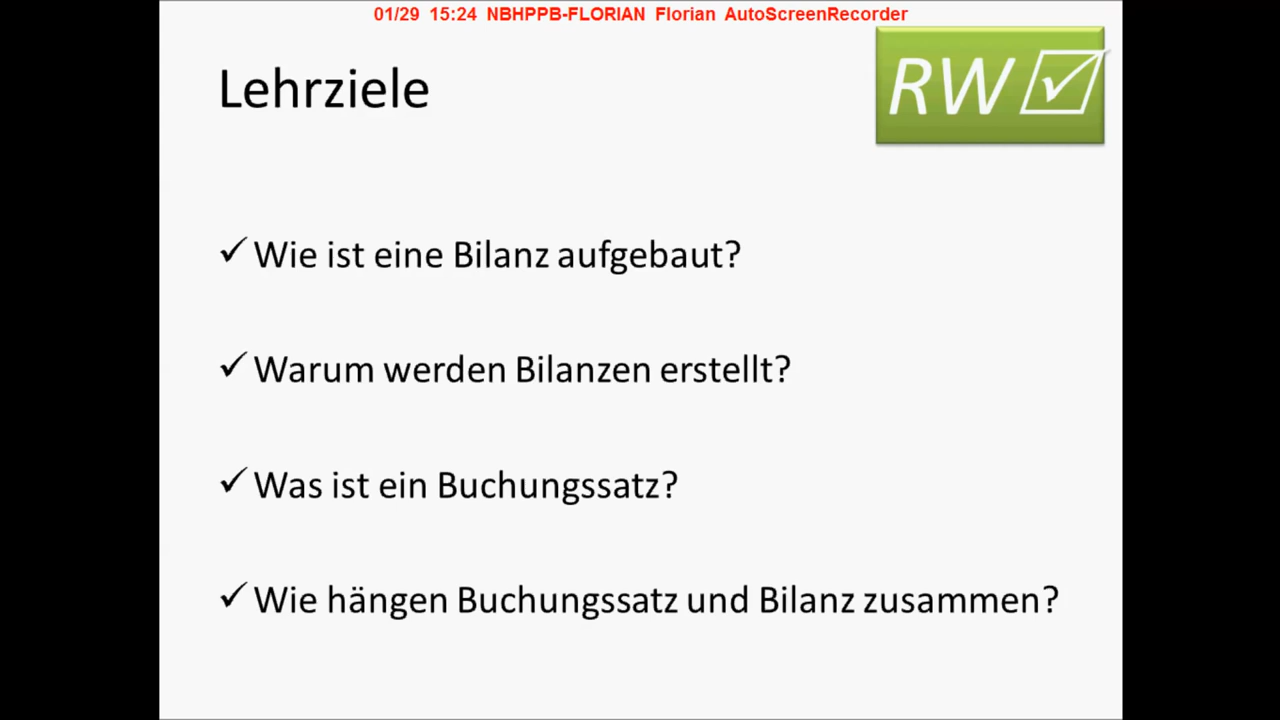 01/29 15:24 NBHPPB-FLORIAN Florian AutoScreenRecorder
RW
Lehrziele
Wie ist eine Bilanz aufgebaut?
Warum werden Bilanzen erstellt?
Was ist ein Buchungssatz?
Wie hängen Buchungssatz und Bilanz zusammen?